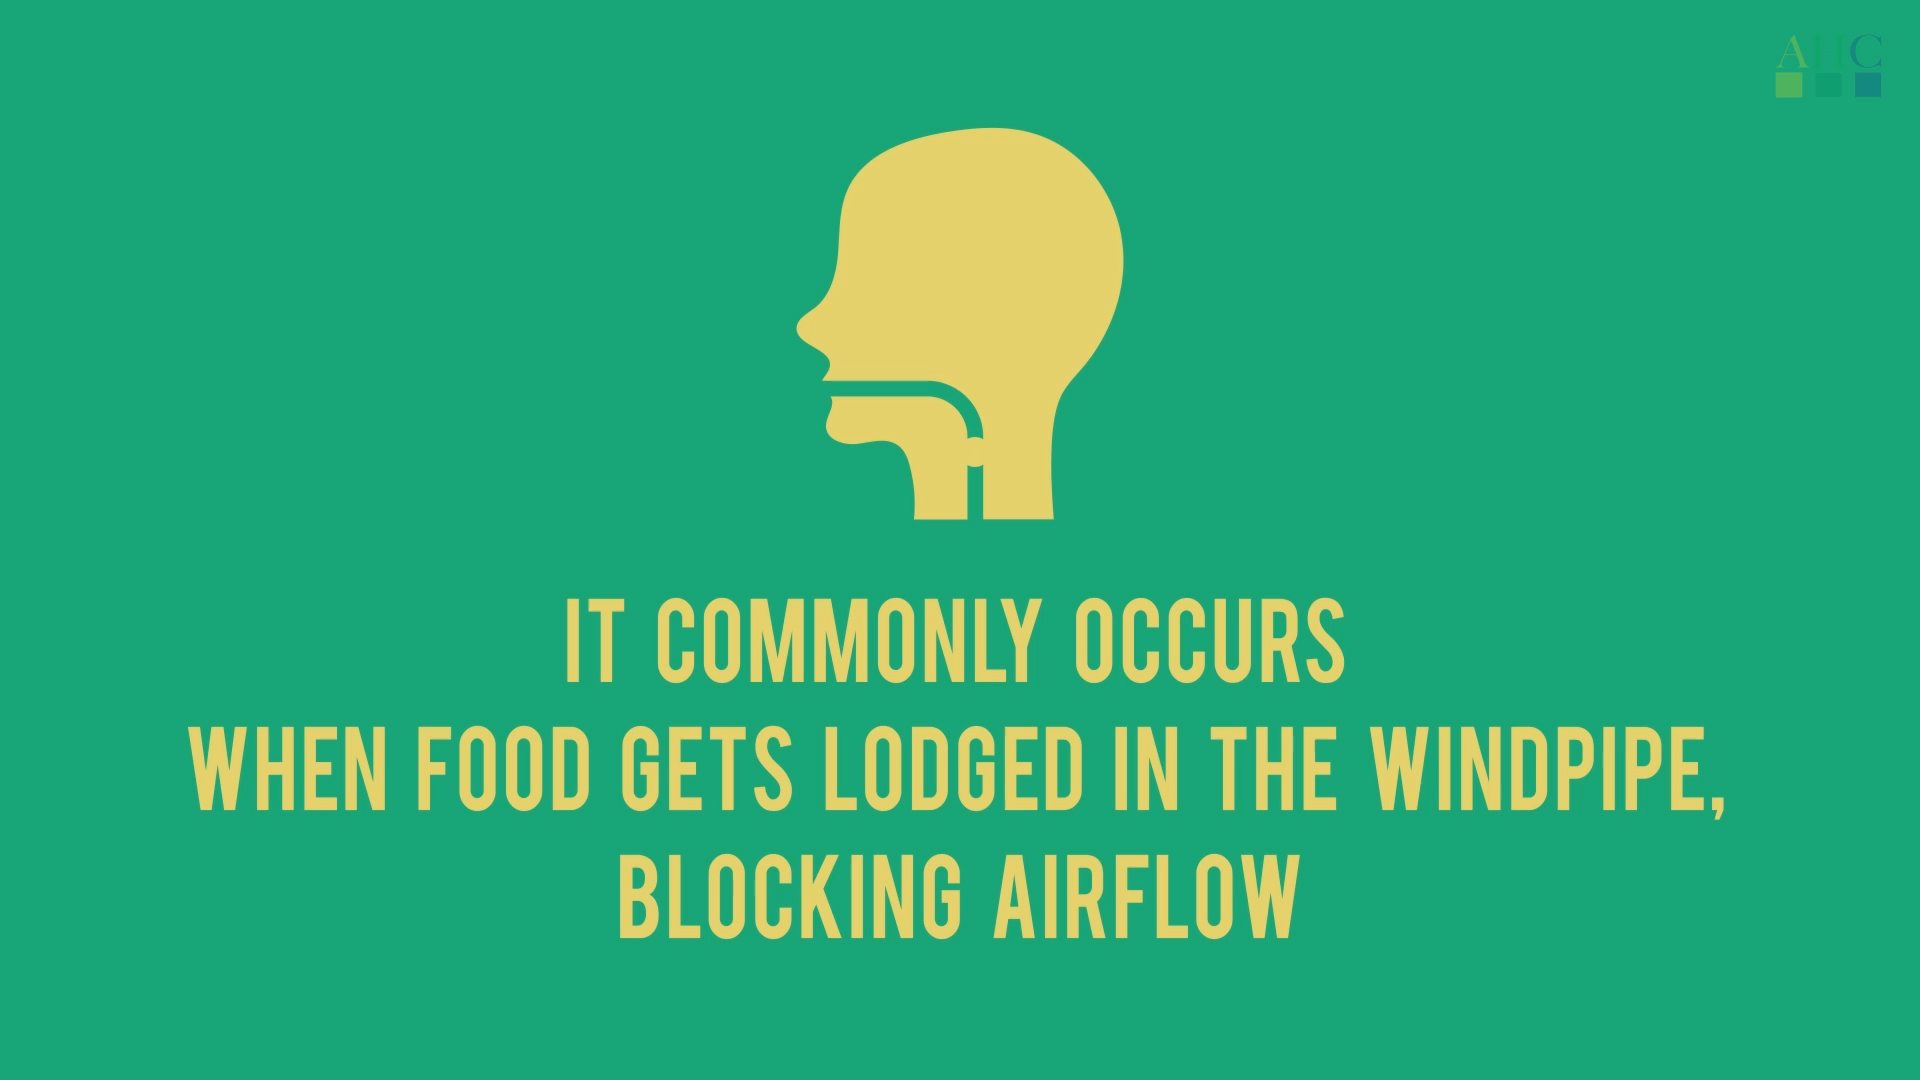 AHC
IT COMMONLY OCCURS
WHEN FOOD GETS LODGED IN THE WINDPIPE,
BLOCKING AIRFLOW